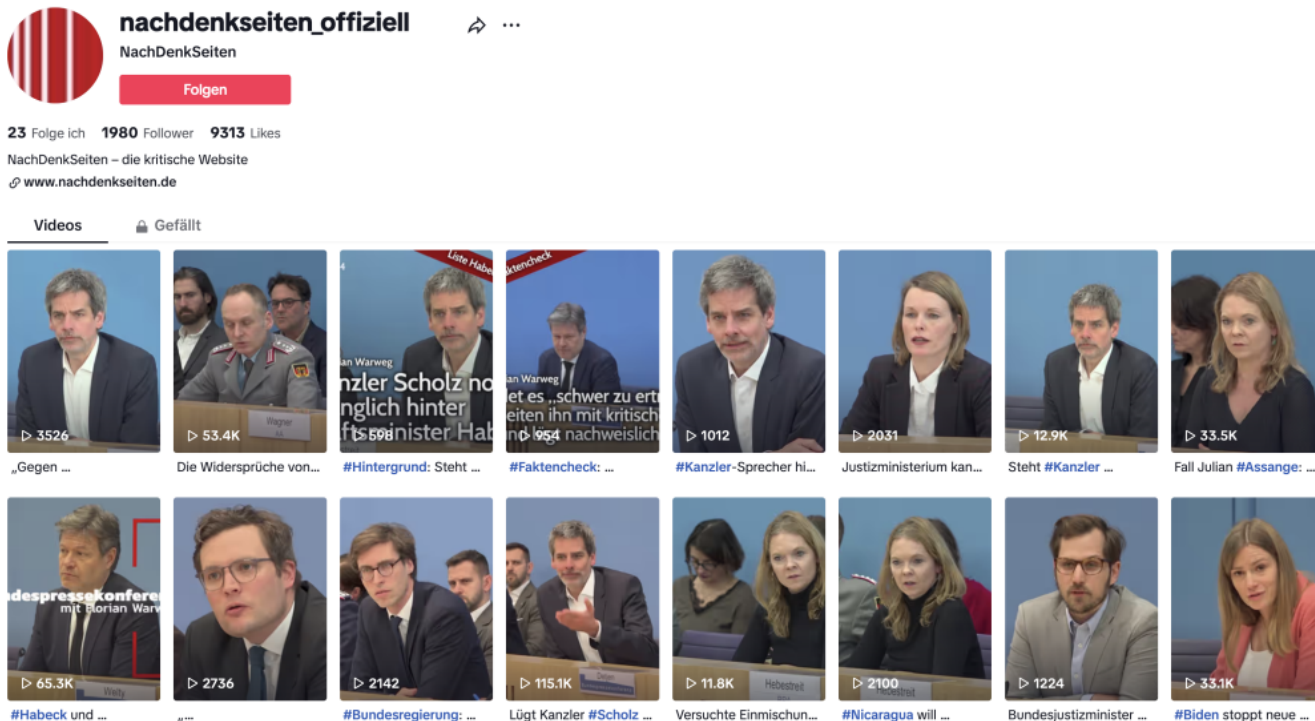 nachdenkseiten_offiziell
NachDenkSeiten
Folgen
23 Folge ich 1980 Follower 9313 Likes
NachDenkSeiten – die kritische Website
www.nachdenkseiten.de
Videos Gefällt
3526
Wagner
53.4K
Liste Habe
an Warweg
nzler Scholz no
nglich hinter
ftsminister Hab
598
aktencheck
an Warweg
et es „schwer zu ertr
eiten ihn mit kritisch
nd lügt nachweislich
954
1012
2031
12.9K
33.5K
„Gegen ...
Die Widersprüche von...
#Hintergrund: Steht ...
#Faktencheck: ...
#Kanzler-Sprecher hi...
Justizministerium kan...
Steht #Kanzler ...
Fall Julian #Assange: ...
despressekonferen
mit Florian Warw
65.3K
2736
2142
115.1K
Hebestreit
11.8K
2100
1224
33.1K
#Habeck und ...
„...
#Bundesregierung: ...
Lügt Kanzler #Scholz ...
Versuchte Einmischun...
#Nicaragua will ...
Bundesjustizminister ...
#Biden stoppt neue ...